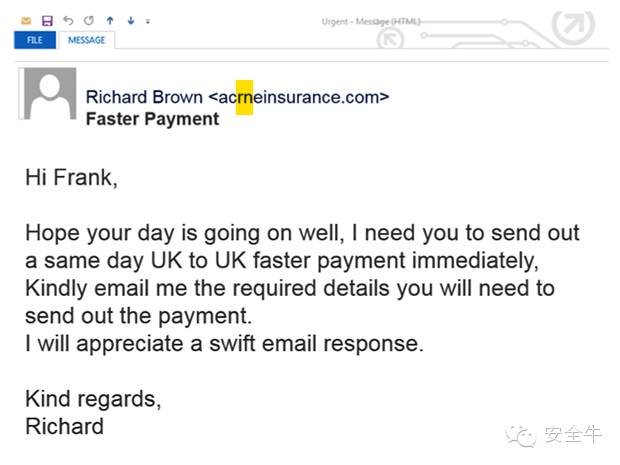 Urgent - Message (HTML)
FILE MESSAGE
Richard Brown <acrneinsurance.com>
Faster Payment
Hi Frank,
Hope your day is going on well, I need you to send out
a same day UK to UK faster payment immediately,
Kindly email me the required details you will need to
send out the payment.
I will appreciate a swift email response.
Kind regards,
Richard
安全牛